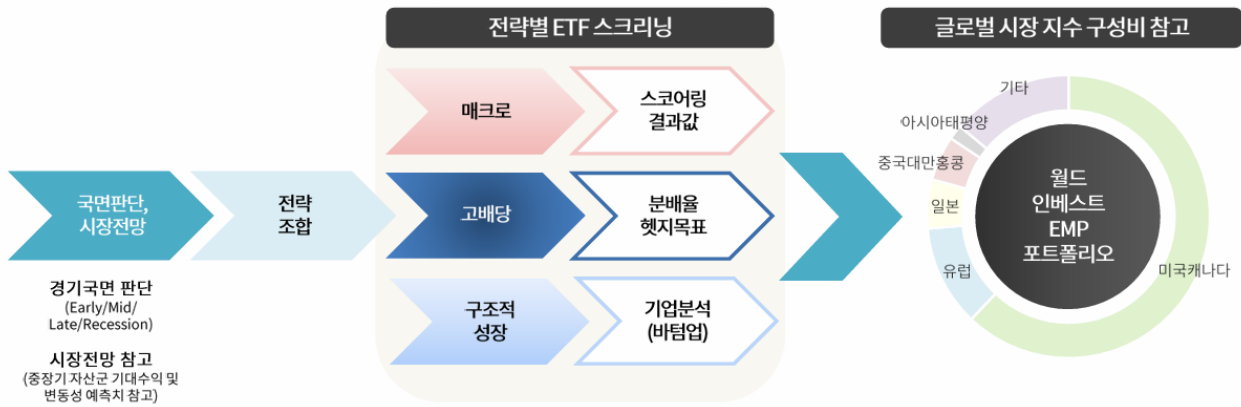 전략별 ETF 스크리닝
글로벌 시장 지수 구성비 참고
국면판단,
시장전망
전략
조합
경기국면 판단
(Early/Mid/
Late/Recession)
시장전망 참고
(중장기 자산군 기대수익 및
변동성 예측치 참고)
매크로
스코어링
결과값
고배당
분배율
헷지목표
구조적
성장
기업분석
(바텀업)
기타
아시아태평양
중국대만홍콩
일본
유럽
미국캐나다
월드
인베스트
EMP
포트폴리오